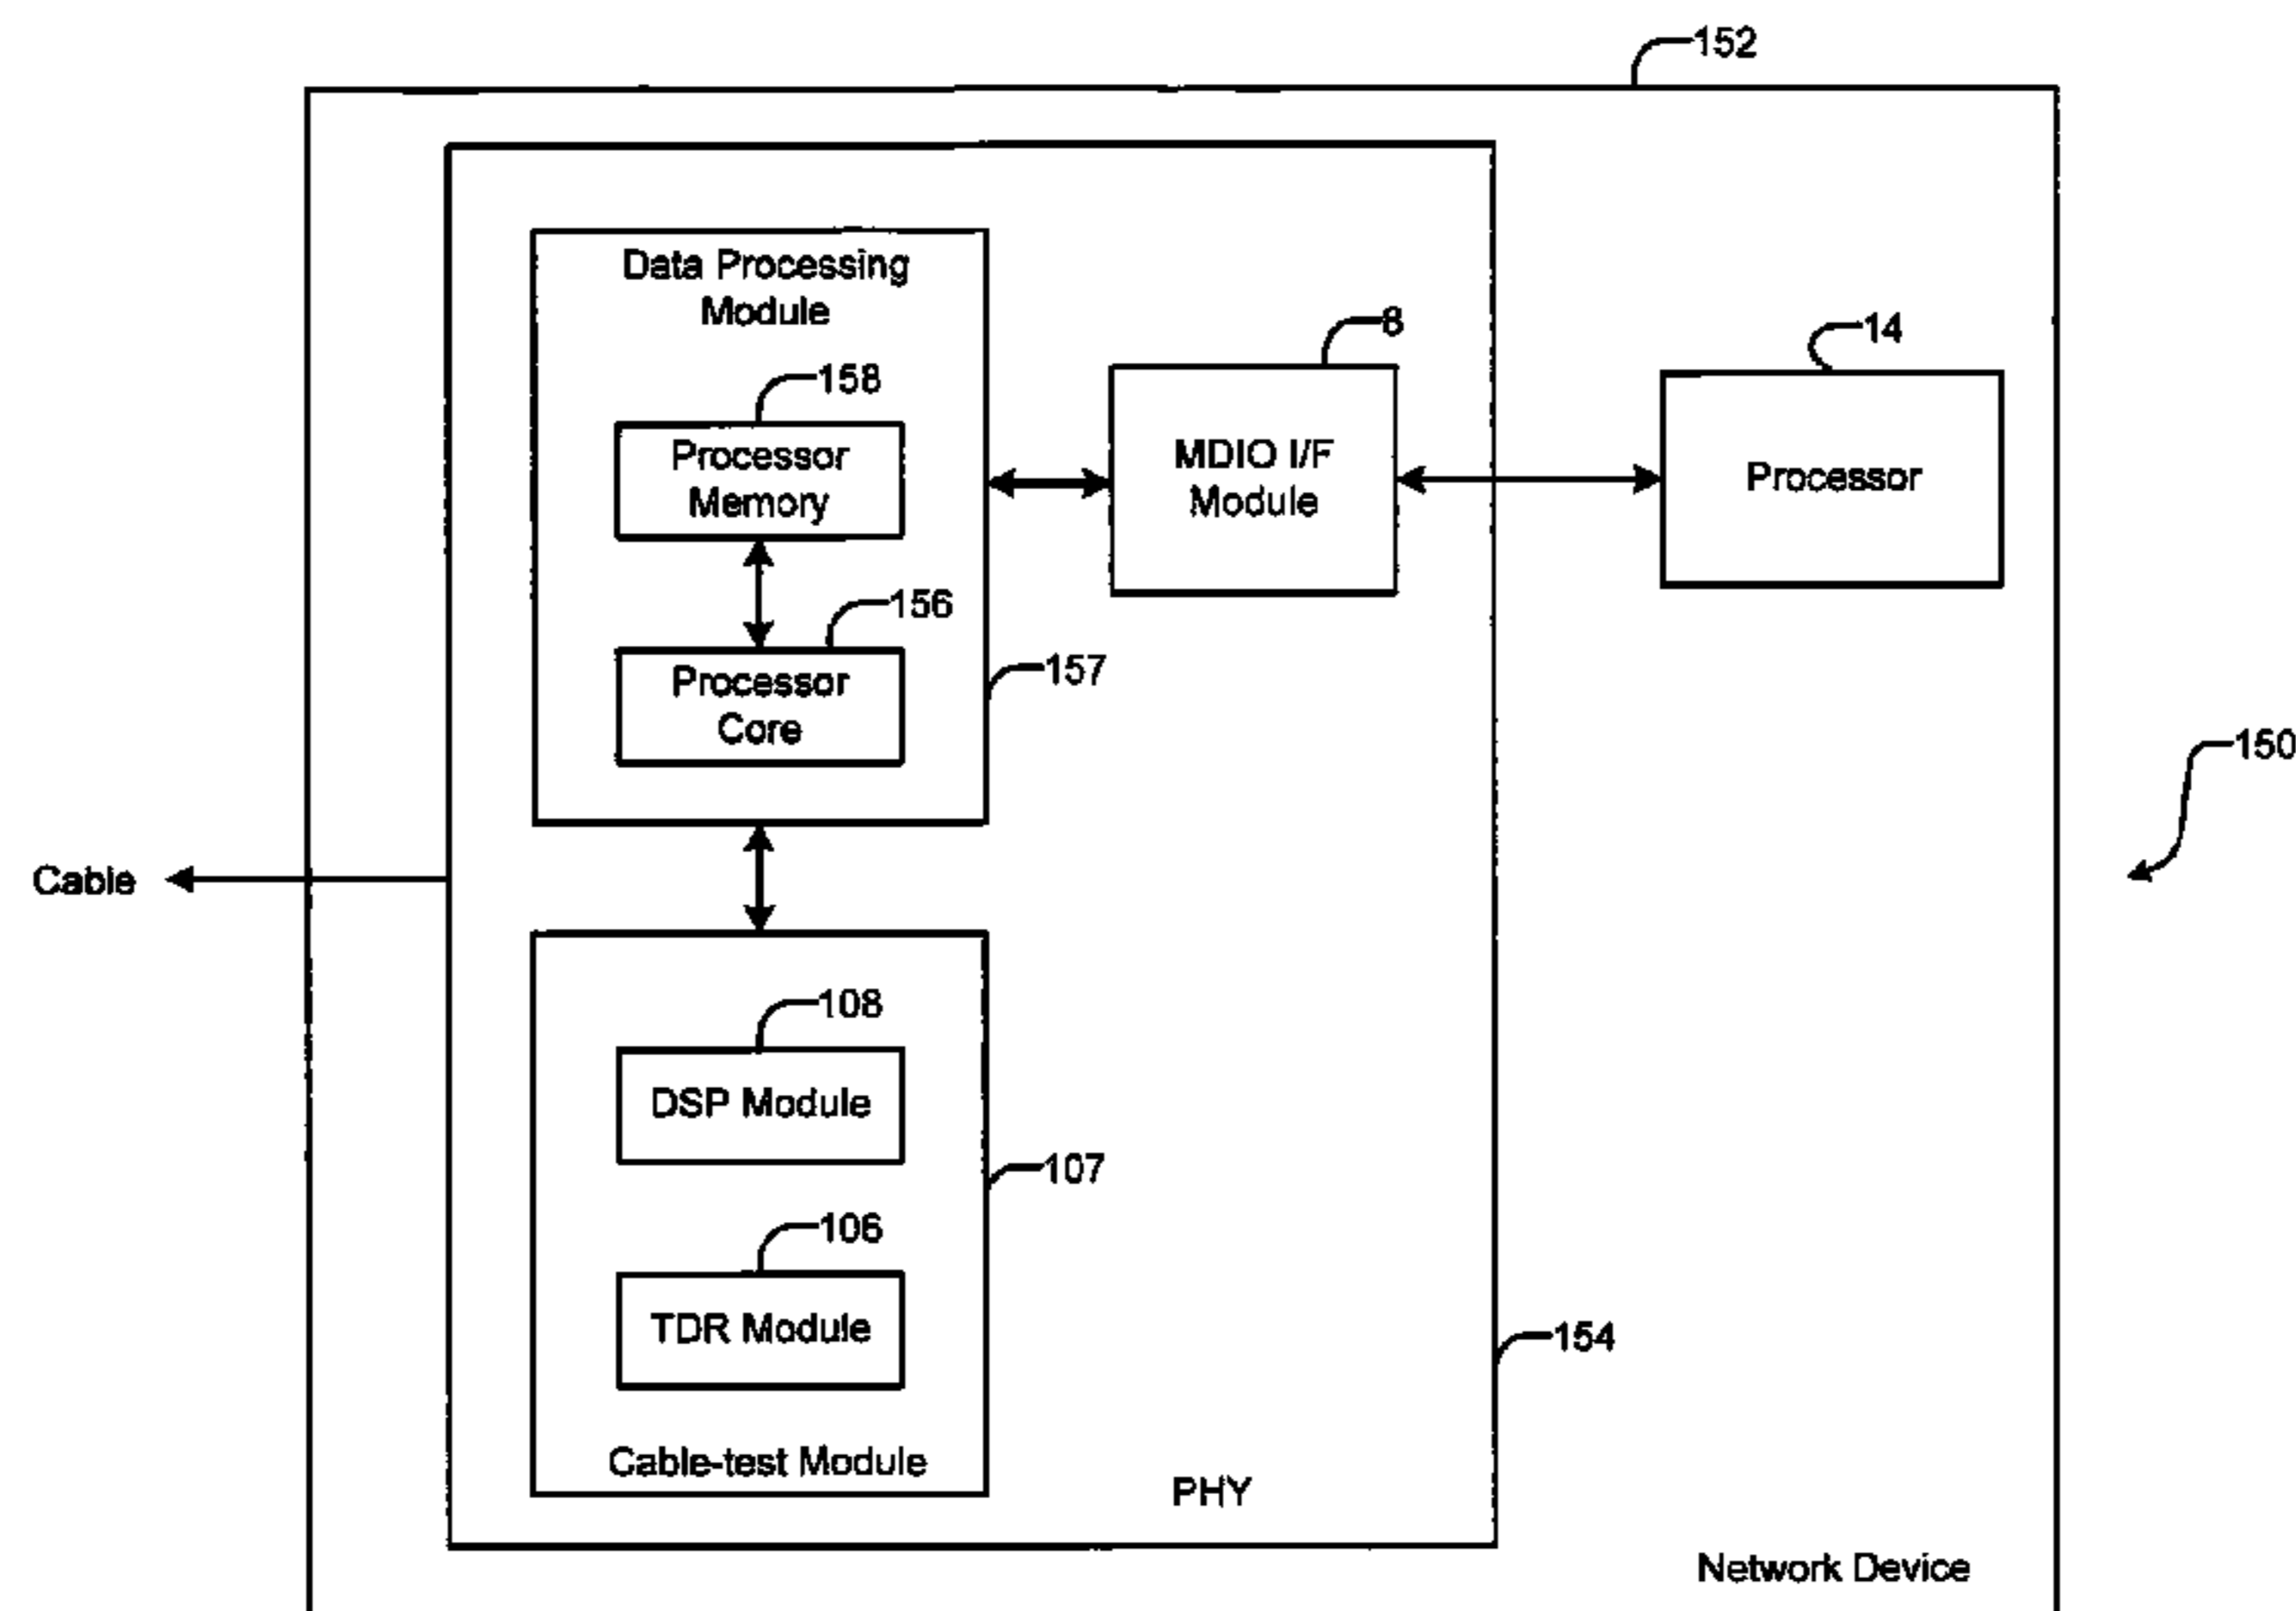 152
Data Processing
Module
8
14
158
Processor
Memory
MDIO I/F
Module
Processor
156
Processor
Core
157
150
Cable
108
DSP Module
107
106
TDR Module
154
Cable-test Module
PHY
Network Device